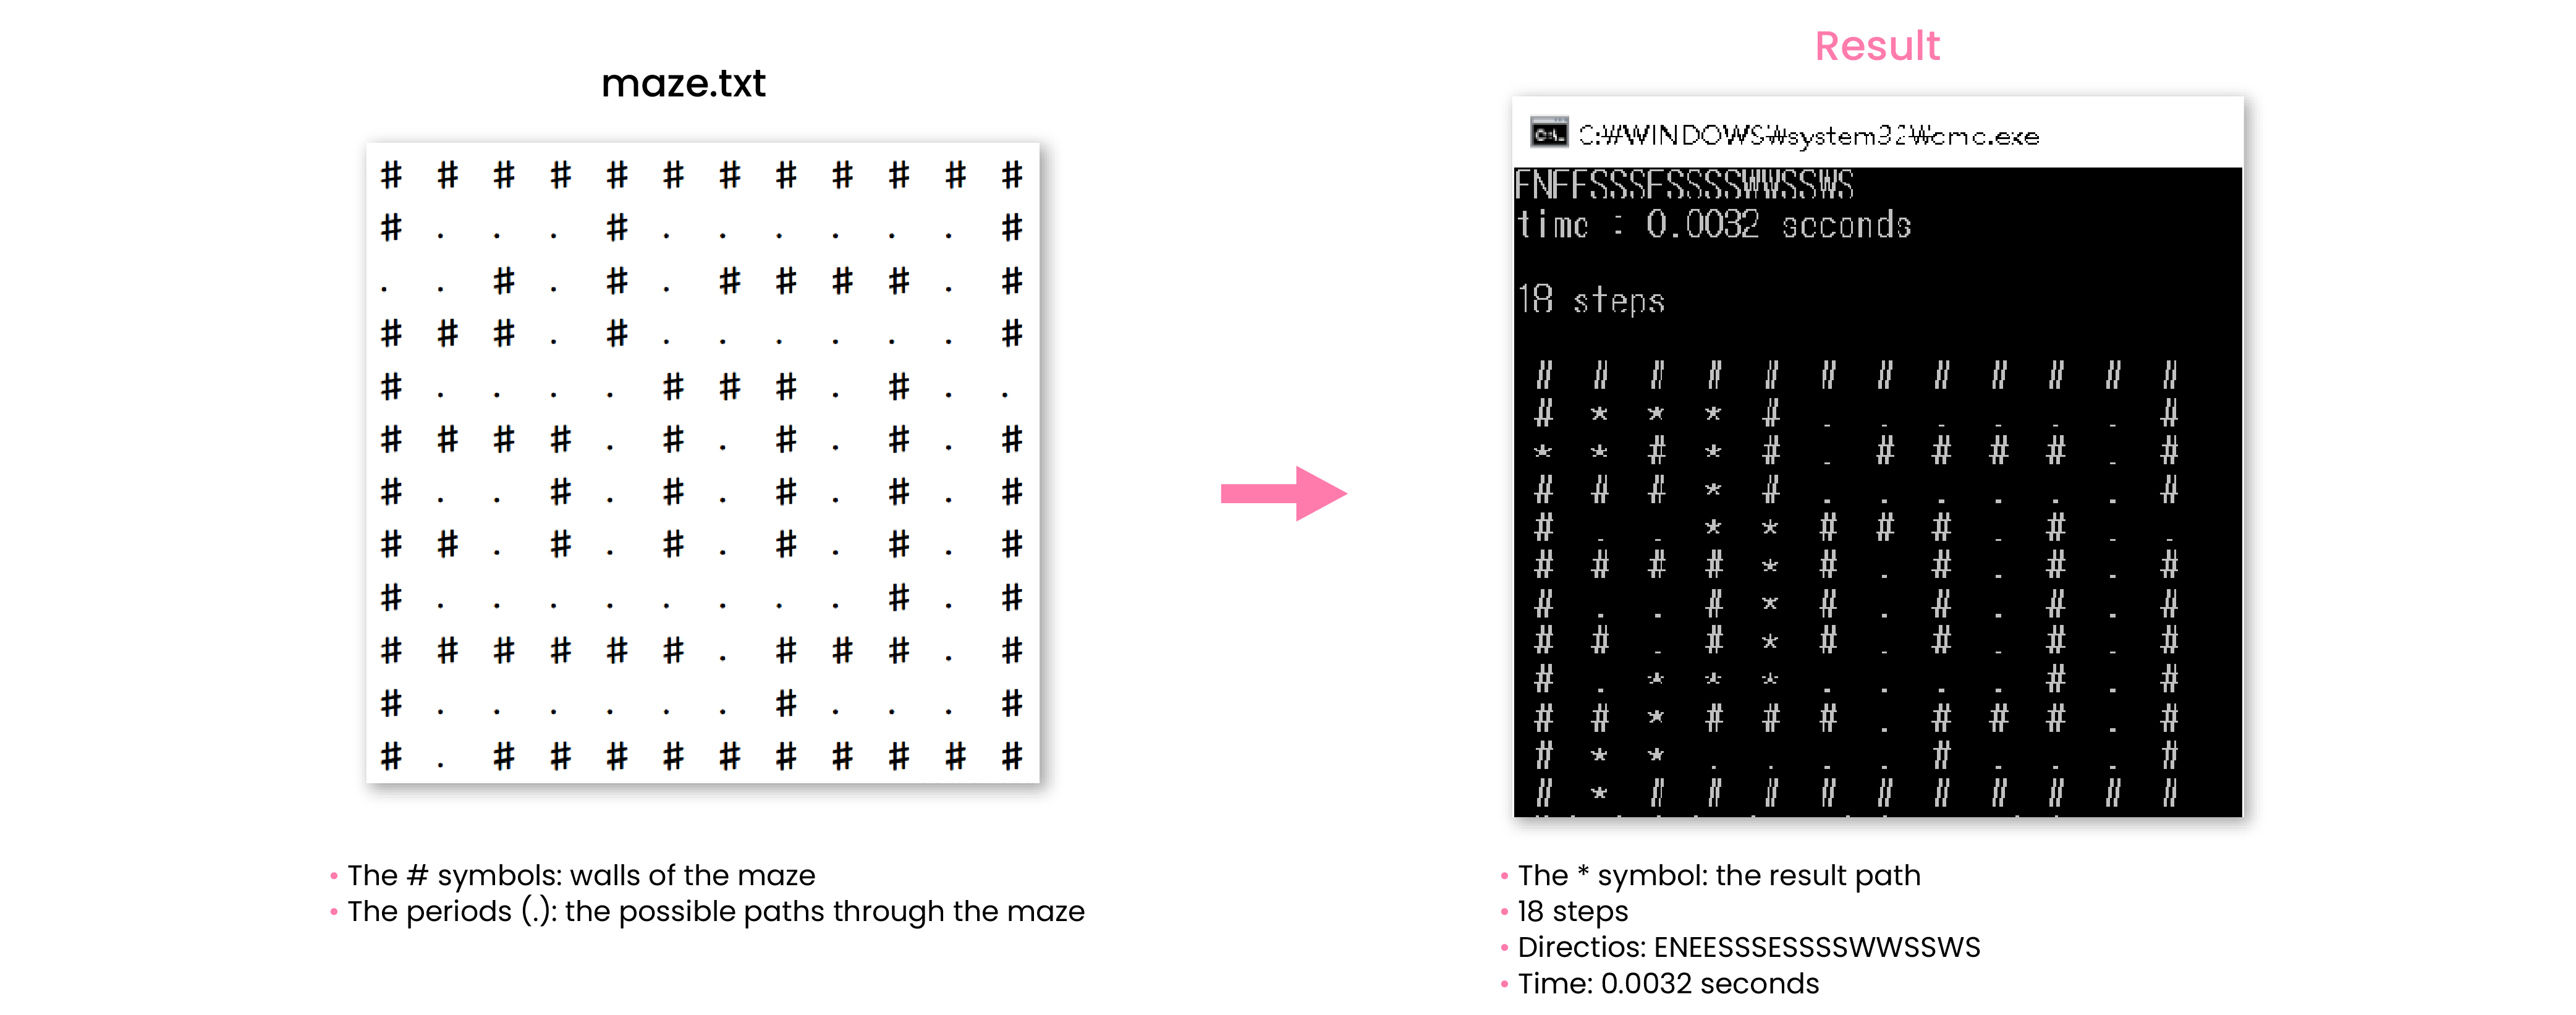 maze.txt
# # # # # # # # # # # #
# . . . # . . . . . . #
. . # . # . # # # # . #
# # # . # . . . . . . #
# . . . . # # # . # . .
# # # # . # . # . # . #
# . . # . # . # . # . #
# # . # . # . # . # . #
# . . . . . . . . # . #
# # # # # # . # # # . #
# . . . . . . # . . . #
# . # # # # # # # # # #
• The # symbols: walls of the maze
• The periods (.): the possible paths through the maze
Result
C:₩WINDOWS₩system32₩cmc.exe
ENEESSSESSSSWWSSWS
time : 0.0032 seconds
18 steps
# # # # # # # # # # # #
# * * * # . . . . . . #
* * # * # . # # # # . #
# # # * # . . . . . . #
# . . * * # # # . # . .
# # # # * # . # . # . #
# . . # * # . # . # . #
# # . # * # . # . # . #
# . * * * . . . . # . #
# # * # # # . # # # . #
# * * . . . . # . . . #
# * # # # # # # # # # #
• The * symbol: the result path
• 18 steps
• Directios: ENEESSSESSSSWWSSWS
• Time: 0.0032 seconds